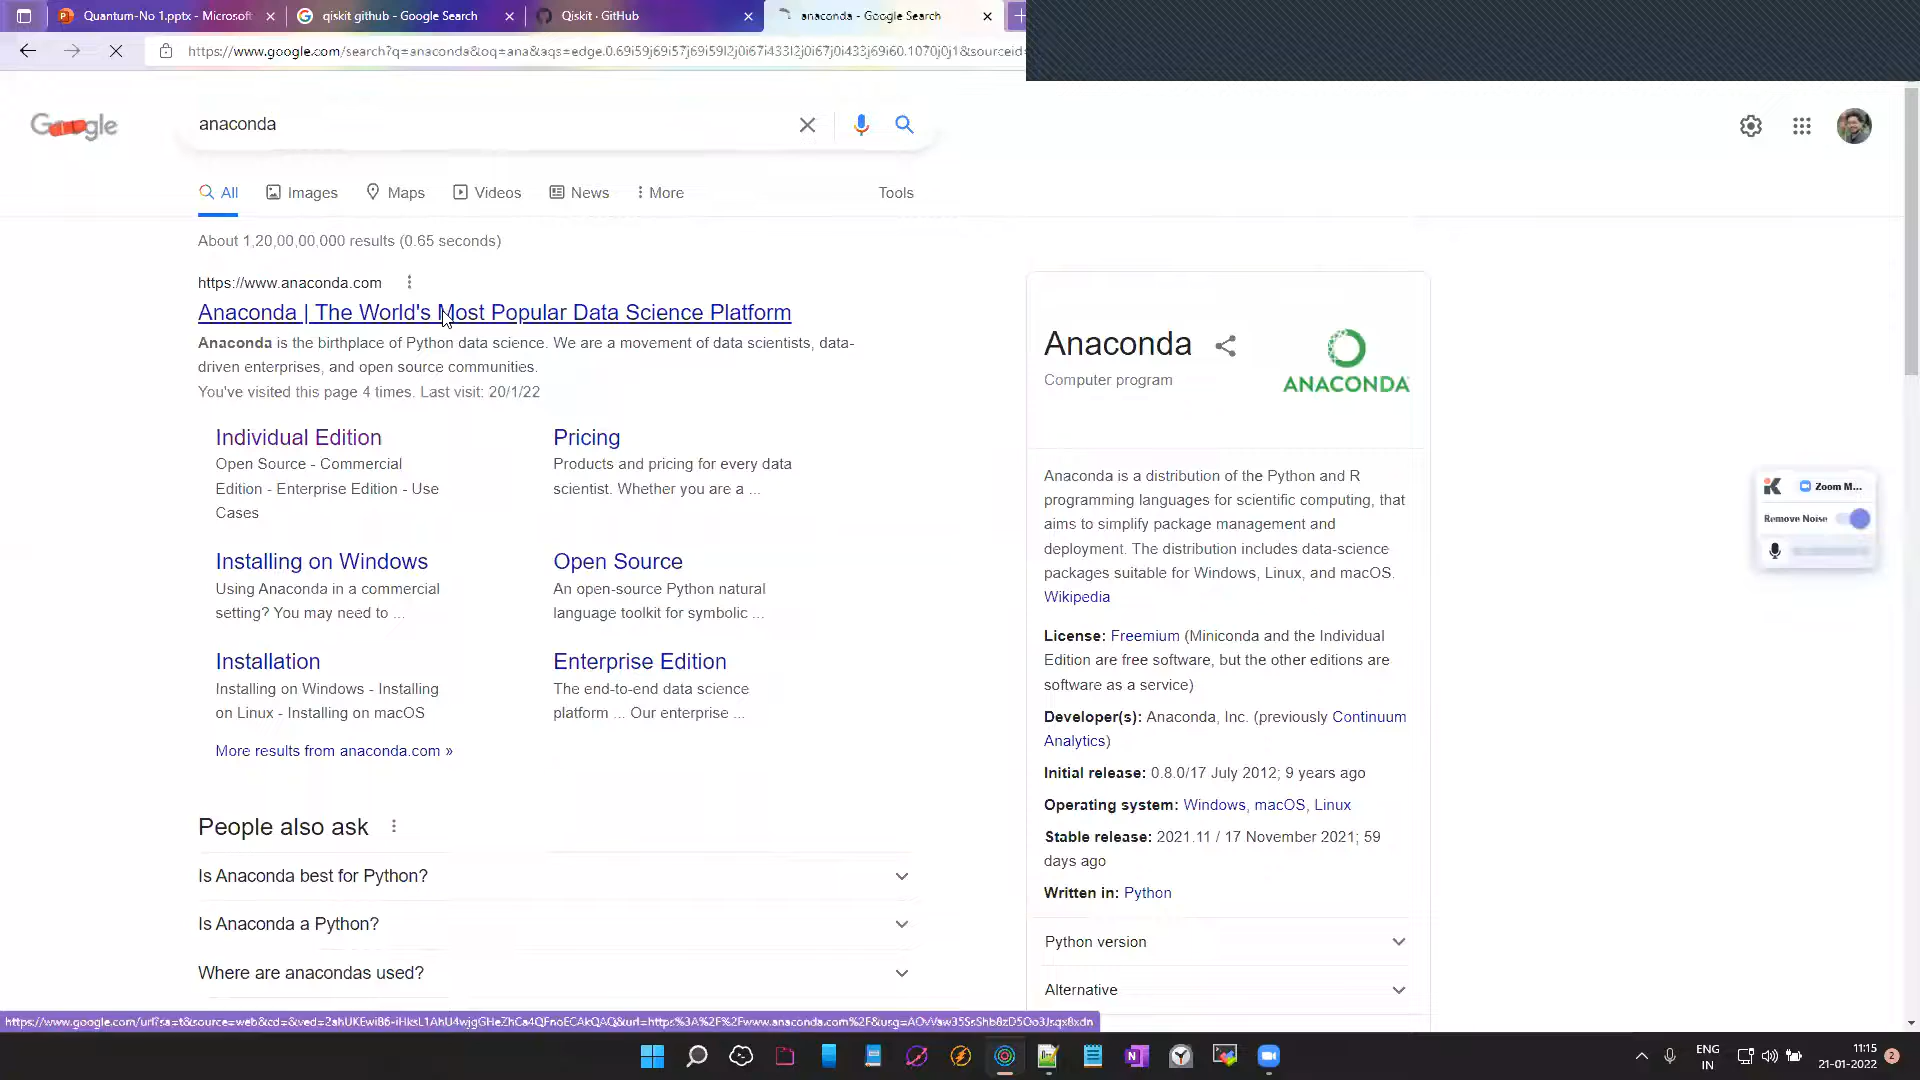 Quantum-No 1.pptx - Microsoft
qiskit github - Google Search
Qiskit · GitHub
anaconda - Google Search
https://www.google.com/search?q=anaconda&oq=ana&aqs=edge.0.69i59j69i57j69i59l2j0i67i433l2j0i67j0i433j69i60.1070j0j1&sourceid=
Google
anaconda
All
Images
Maps
Videos
News
More
Tools
About 1,20,00,00,000 results (0.65 seconds)
https://www.anaconda.com
Anaconda | The World's Most Popular Data Science Platform
Anaconda is the birthplace of Python data science. We are a movement of data scientists, data-
driven enterprises, and open source communities.
You've visited this page 4 times. Last visit: 20/1/22
Individual Edition
Open Source - Commercial
Edition - Enterprise Edition - Use
Cases
Pricing
Products and pricing for every data
scientist. Whether you are a ...
Installing on Windows
Using Anaconda in a commercial
setting? You may need to ...
Open Source
An open-source Python natural
language toolkit for symbolic ...
Installation
Installing on Windows - Installing
on Linux - Installing on macOS
Enterprise Edition
The end-to-end data science
platform ... Our enterprise ...
More results from anaconda.com »
People also ask
Is Anaconda best for Python?
Is Anaconda a Python?
Where are anacondas used?
Anaconda
Computer program
ANACONDA
Anaconda is a distribution of the Python and R
programming languages for scientific computing, that
aims to simplify package management and
deployment. The distribution includes data-science
packages suitable for Windows, Linux, and macOS.
Wikipedia
License: Freemium (Miniconda and the Individual
Edition are free software, but the other editions are
software as a service)
Developer(s): Anaconda, Inc. (previously Continuum
Analytics)
Initial release: 0.8.0/17 July 2012; 9 years ago
Operating system: Windows, macOS, Linux
Stable release: 2021.11 / 17 November 2021; 59
days ago
Written in: Python
Python version
Alternative
Zoom M...
Remove Noise
ENG
IN
11:15
21-01-2022
2